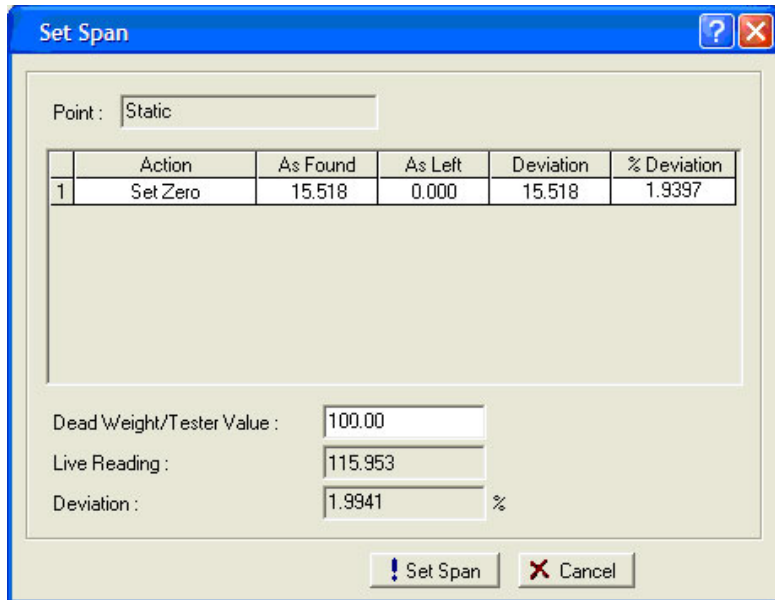 Set Span
Point : Static
Action As Found As Left Deviation % Deviation
1 Set Zero 15.518 0.000 15.518 1.9397
Dead Weight/Tester Value : 100.00
Live Reading : 115.953
Deviation : 1.9941 %
! Set Span X Cancel